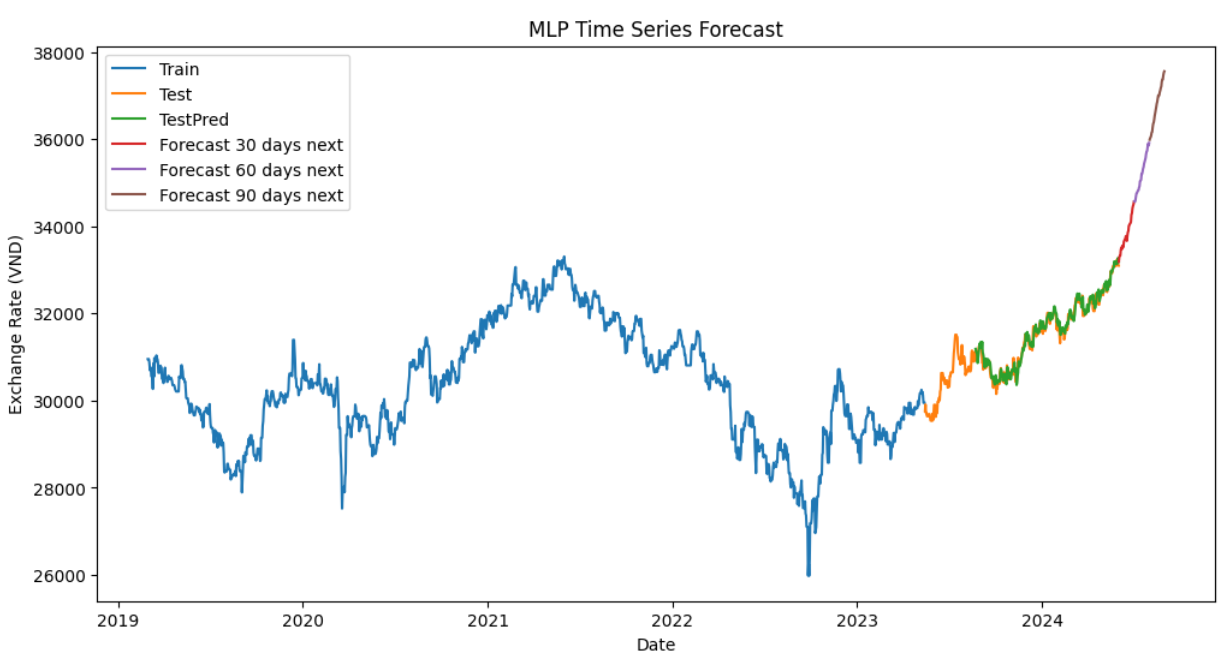 MLP Time Series Forecast
38000
36000
34000
32000
30000
28000
26000
Exchange Rate (VND)
Train
Test
TestPred
Forecast 30 days next
Forecast 60 days next
Forecast 90 days next
2019
2020
2021
2022
2023
2024
Date